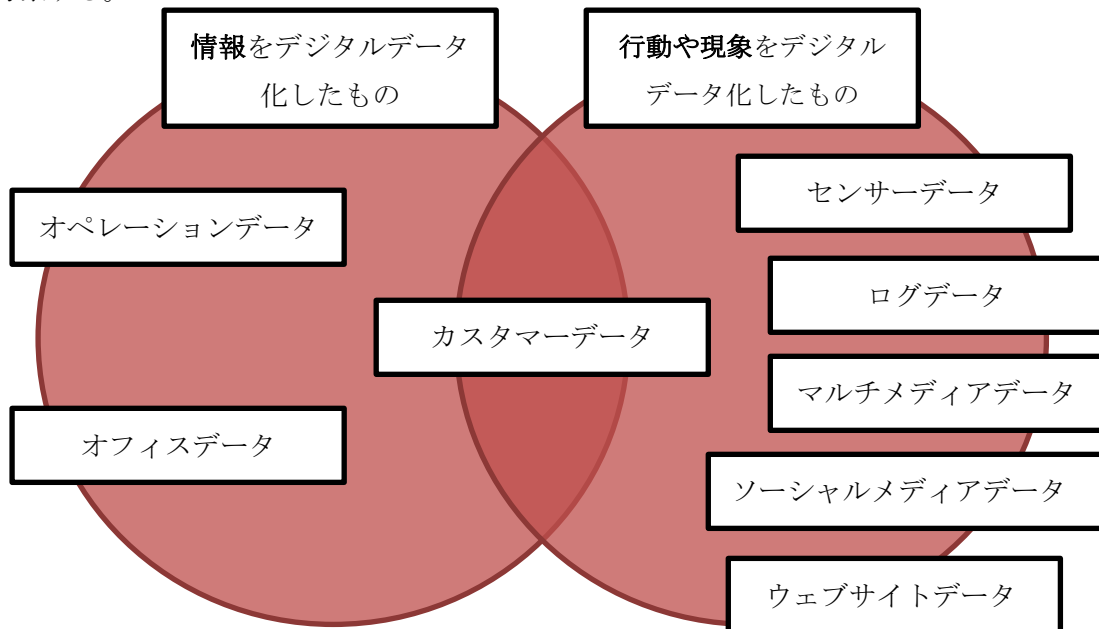 情報をデジタルデータ
化したもの
行動や現象をデジタル
データ化したもの
センサーデータ
オペレーションデータ
ログデータ
カスタマーデータ
マルチメディアデータ
オフィスデータ
ソーシャルメディアデータ
ウェブサイトデータ